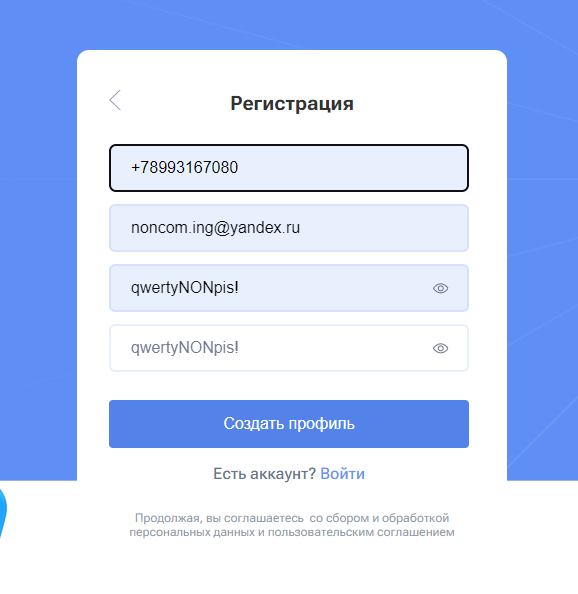 Регистрация
+78993167080
noncom.ing@yandex.ru
qwertyNONpis!
qwertyNONpis!
Создать профиль
Есть аккаунт? Войти
Продолжая, вы соглашаетесь со сбором и обработкой
персональных данных и пользовательским соглашением